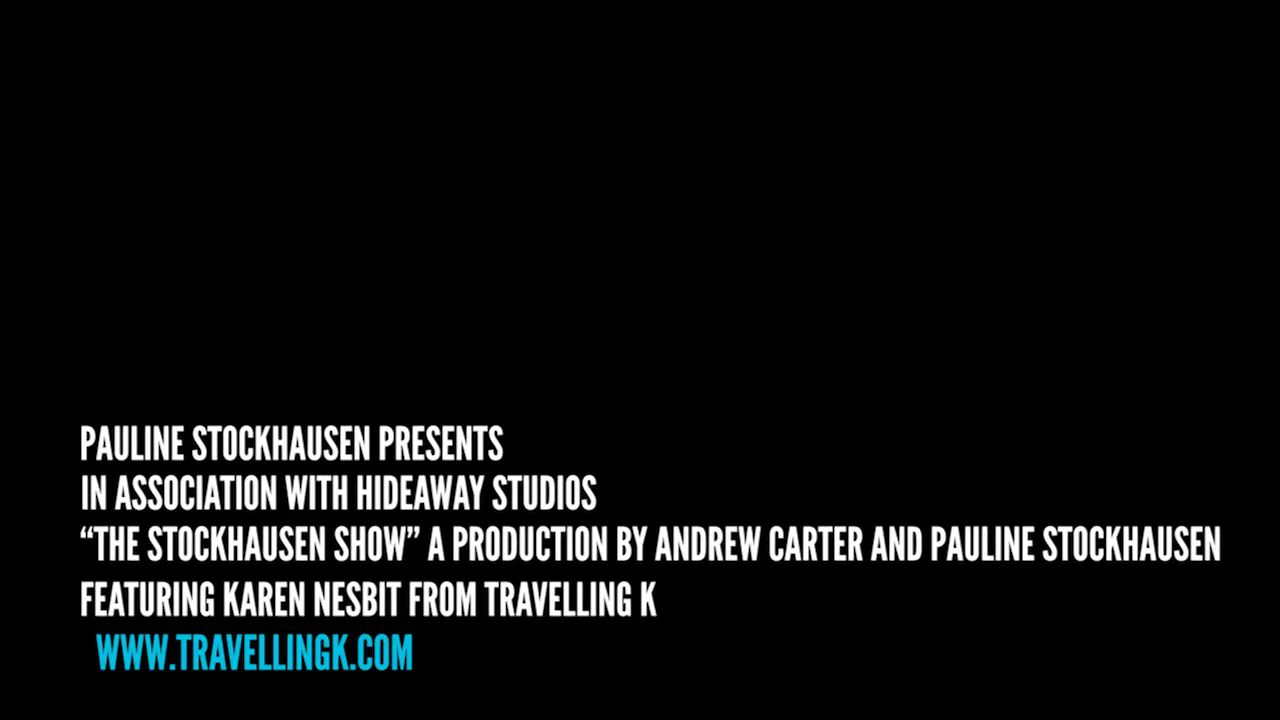 PAULINE STOCKHAUSEN PRESENTS
IN ASSOCIATION WITH HIDEAWAY STUDIOS
“THE STOCKHAUSEN SHOW” A PRODUCTION BY ANDREW CARTER AND PAULINE STOCKHAUSEN
FEATURING KAREN NESBIT FROM TRAVELLING K
WWW.TRAVELLINGK.COM